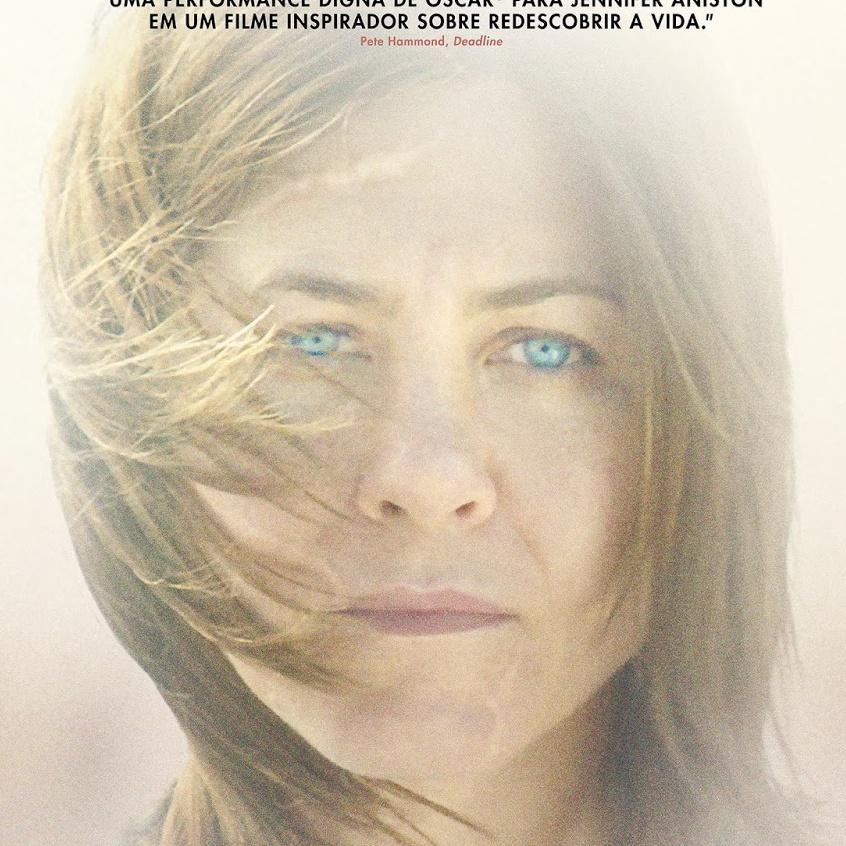 UMA PERFORMANCE DIGNA DE OSCAR® PARA JENNIFER ANISTON
EM UM FILME INSPIRADOR SOBRE REDESCOBRIR A VIDA.”
Pete Hammond, Deadline